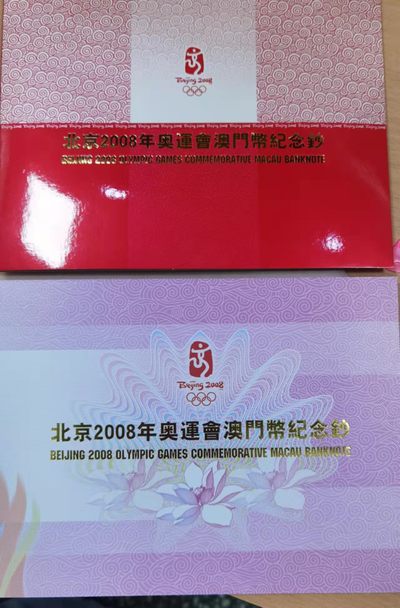 Beijing 2008
北京2008年奧運會澳門幣紀念鈔
BEIJING 2008 OLYMPIC GAMES COMMEMORATIVE MACAU BANKNOTE
Beijing 2008
北京2008年奧運會澳門幣紀念鈔
BEIJING 2008 OLYMPIC GAMES COMMEMORATIVE MACAU BANKNOTE